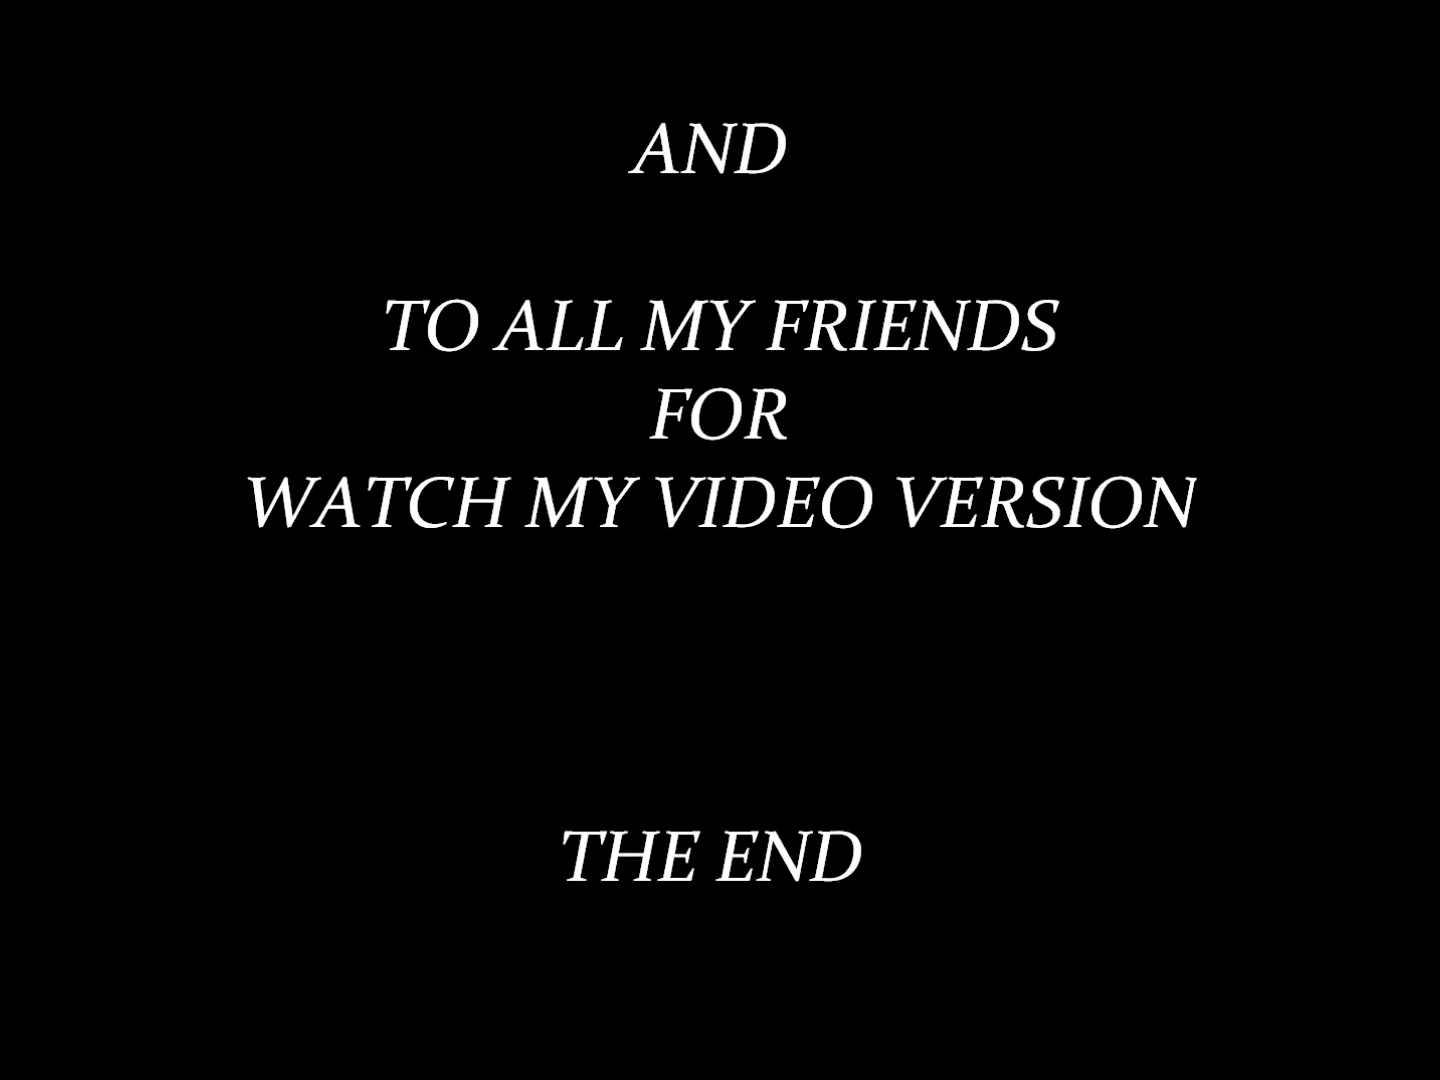 AND
TO ALL MY FRIENDS
FOR
WATCH MY VIDEO VERSION
THE END